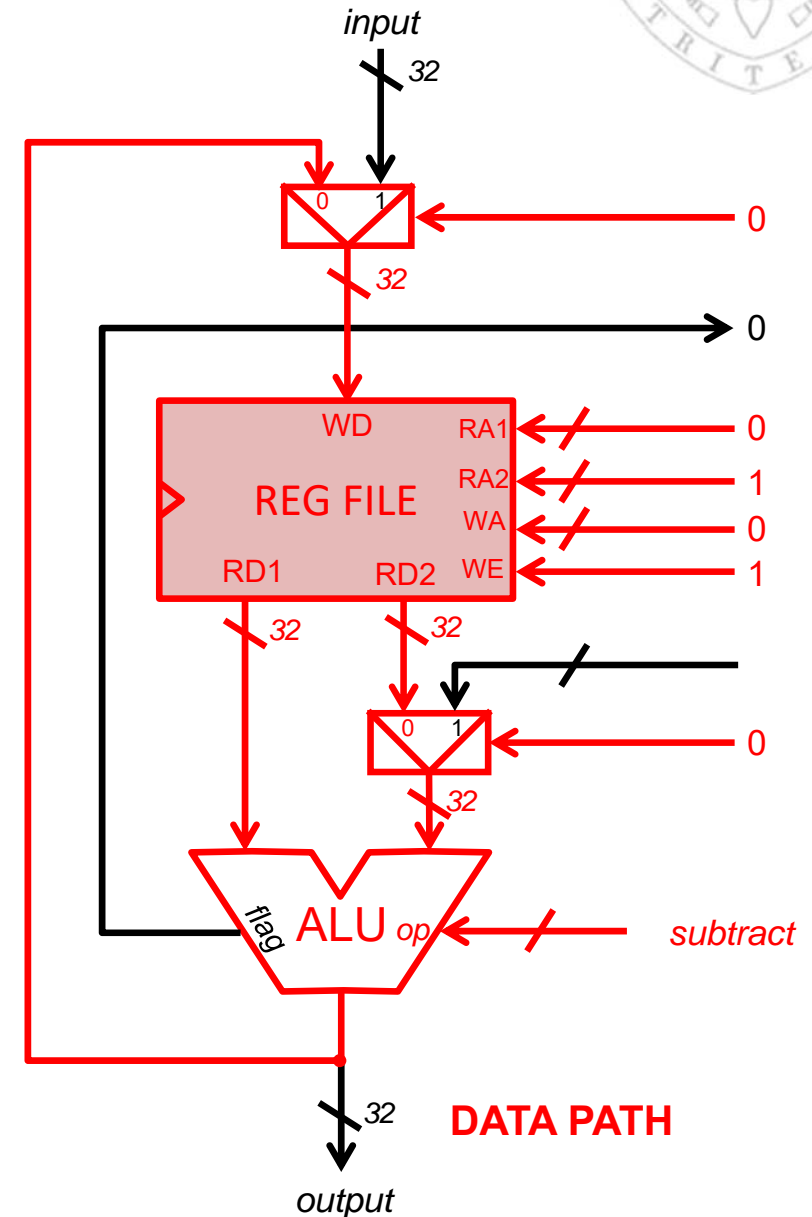 input
32
T R I T E
0 1
0
32
0
WD
RA1
0
REG FILE
RA2
1
WA
0
RD1
RD2
WE
1
32
32
0 1
0
32
flag
ALU
op
subtract
32
DATA PATH
output